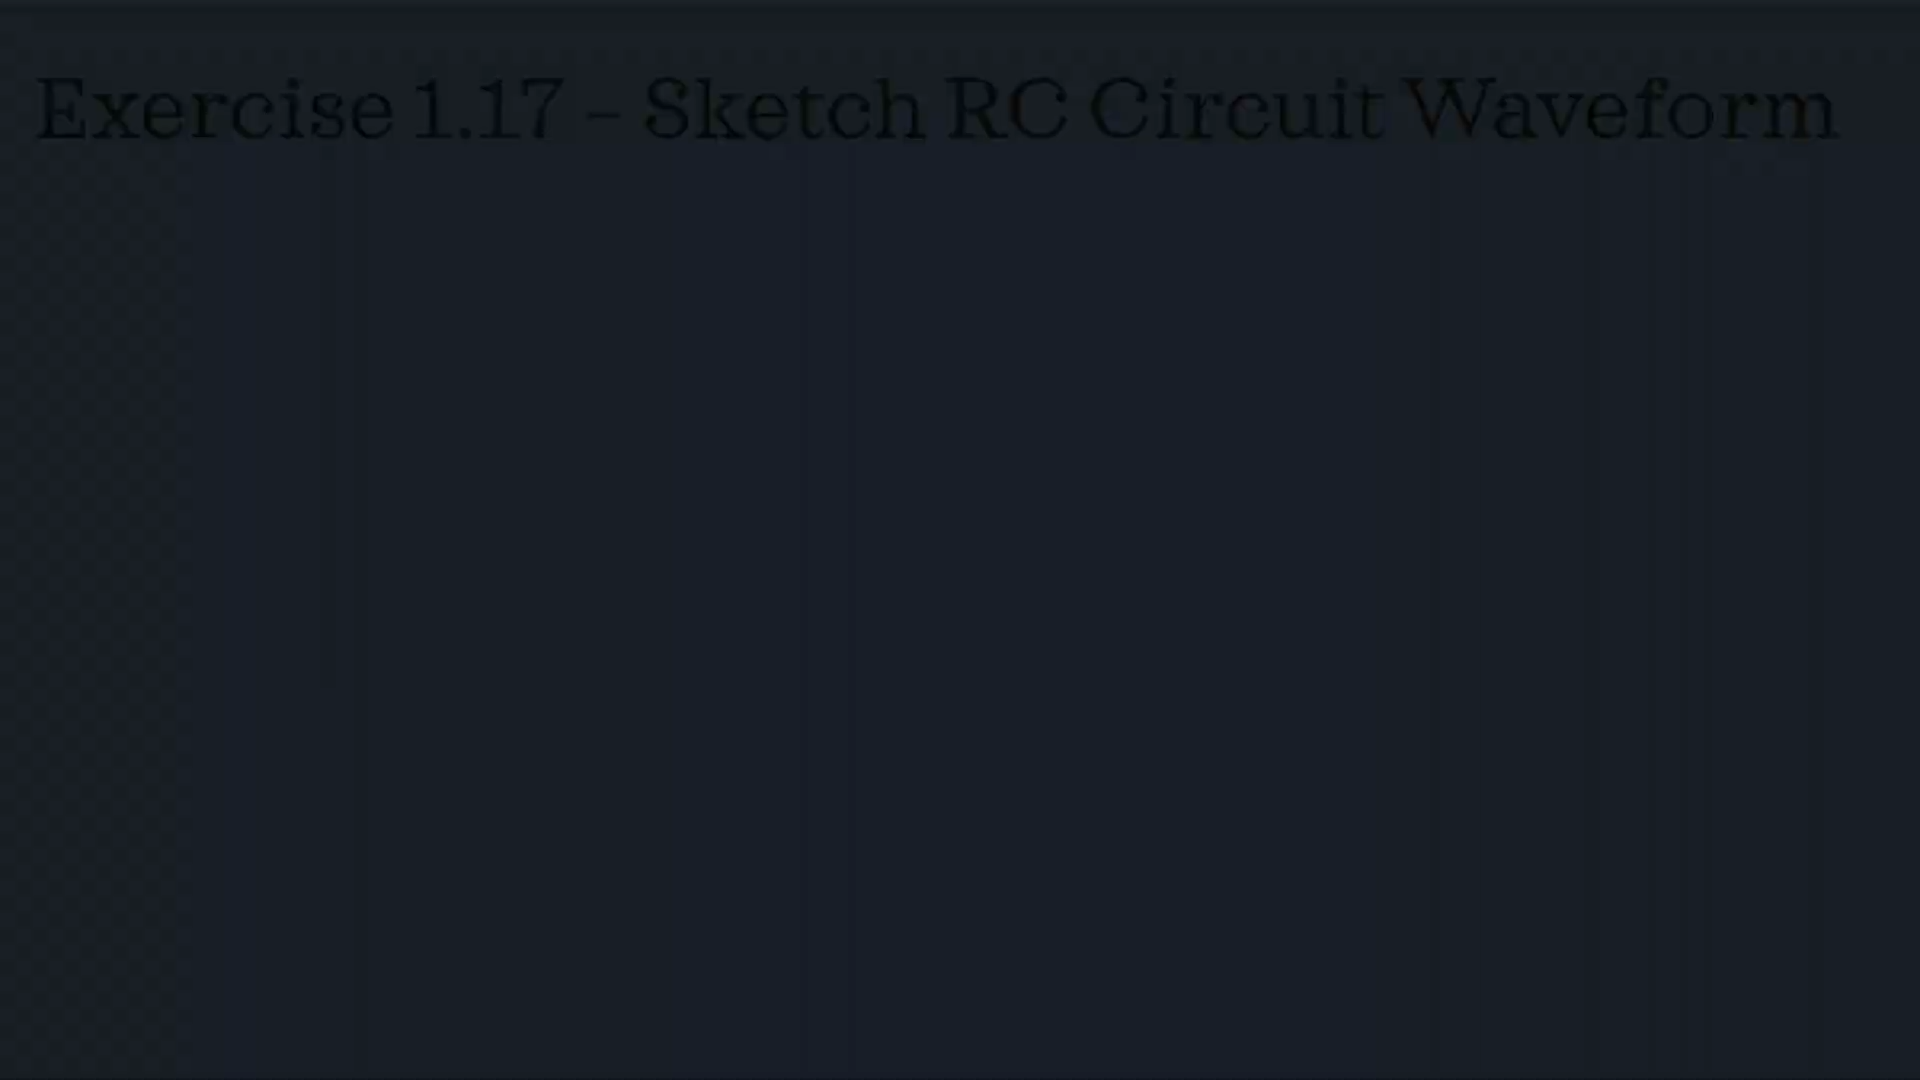 Exercise 1.17 – Sketch RC Circuit Waveform